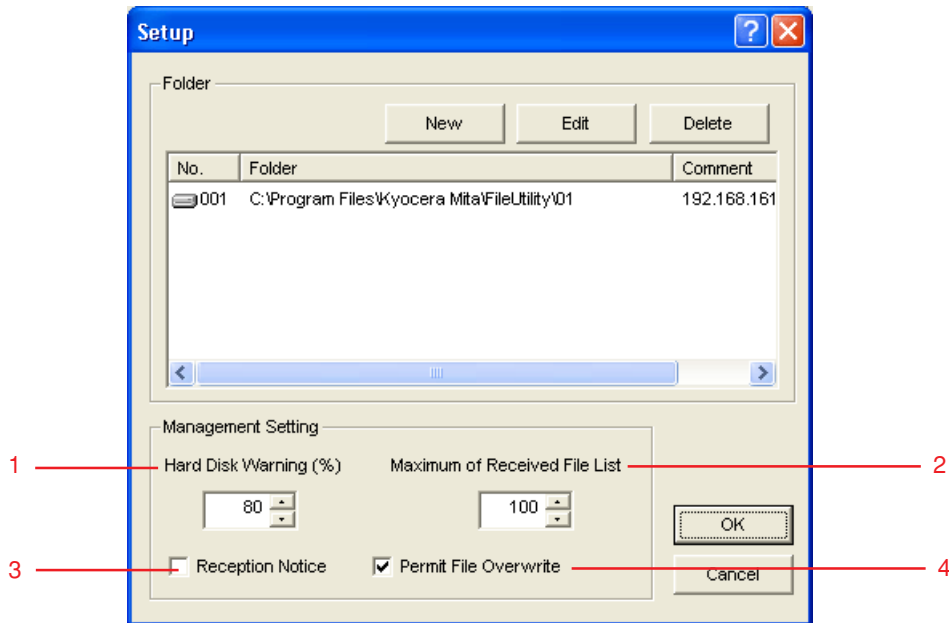 Setup
Folder
New Edit Delete
No. Folder Comment
001 C:\Program Files\Kyocera Mita\FileUtility\01 192.168.161
Management Setting
1 Hard Disk Warning (%) Maximum of Received File List 2
80 100
OK
3 Reception Notice Permit File Overwrite 4
Cancel